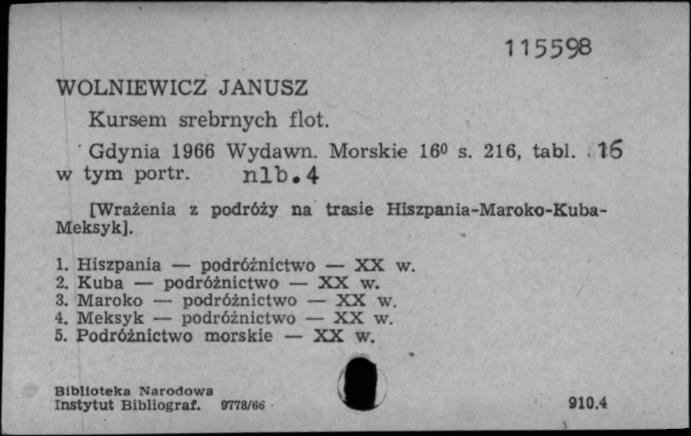 115598
WOLNIEWICZ JANUSZ
Kursem srebrnych flot.
Gdynia 1966 Wydawn. Morskie 16⁰ s. 216, tabl. 16
w tym portr. nlb. 4
[Wrażenia z podróży na trasie Hiszpania-Maroko-Kuba-
Meksyk].
1. Hiszpania — podróżnictwo — XX w.
2. Kuba — podróżnictwo — XX w.
3. Maroko — podróżnictwo — XX w.
4. Meksyk — podróżnictwo — XX w.
5. Podróżnictwo morskie — XX w.
Biblioteka Narodowa
Instytut Bibliograf. 9778/66 910.4